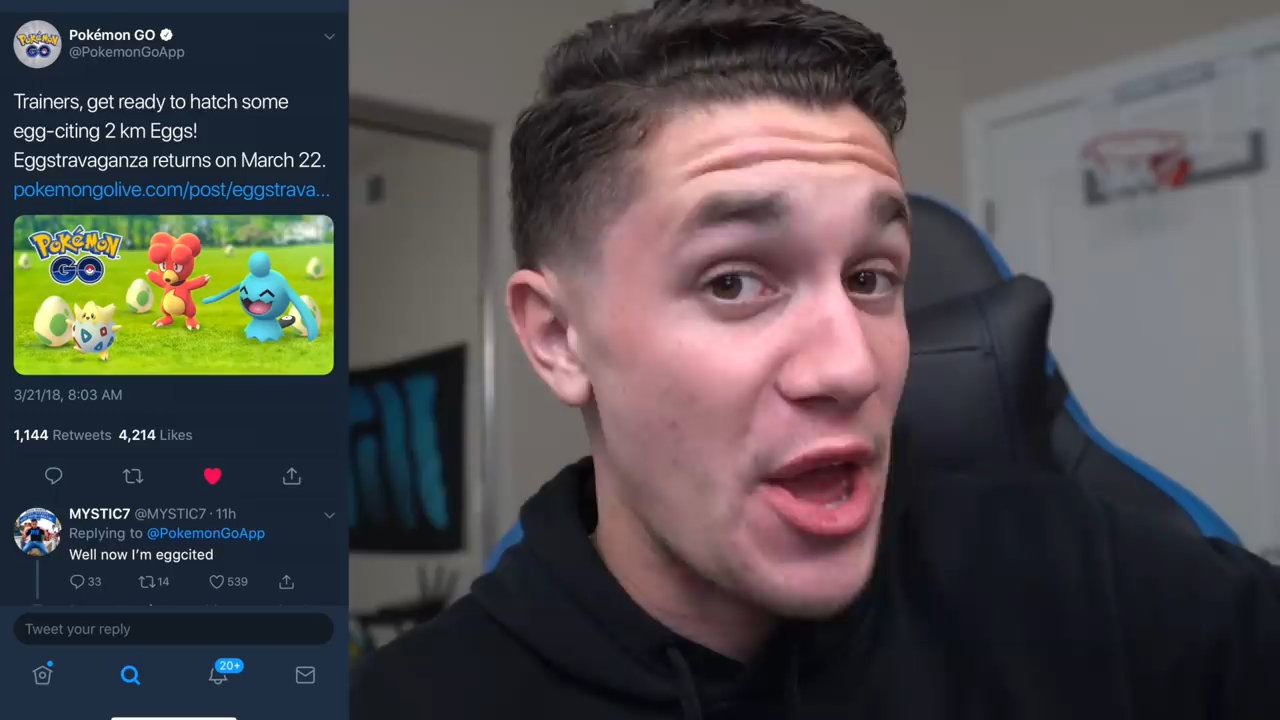 Pokémon GO
@PokemonGoApp
Trainers, get ready to hatch some
egg-citing 2 km Eggs!
Eggstravaganza returns on March 22.
pokemongolive.com/post/eggstrava...
POKéMON
GO
3/21/18, 8:03 AM
1,144 Retweets 4,214 Likes
MYSTIC7 @MYSTIC7 · 11h
Replying to @PokemonGoApp
Well now I'm eggcited
33 14 539
Tweet your reply
20+